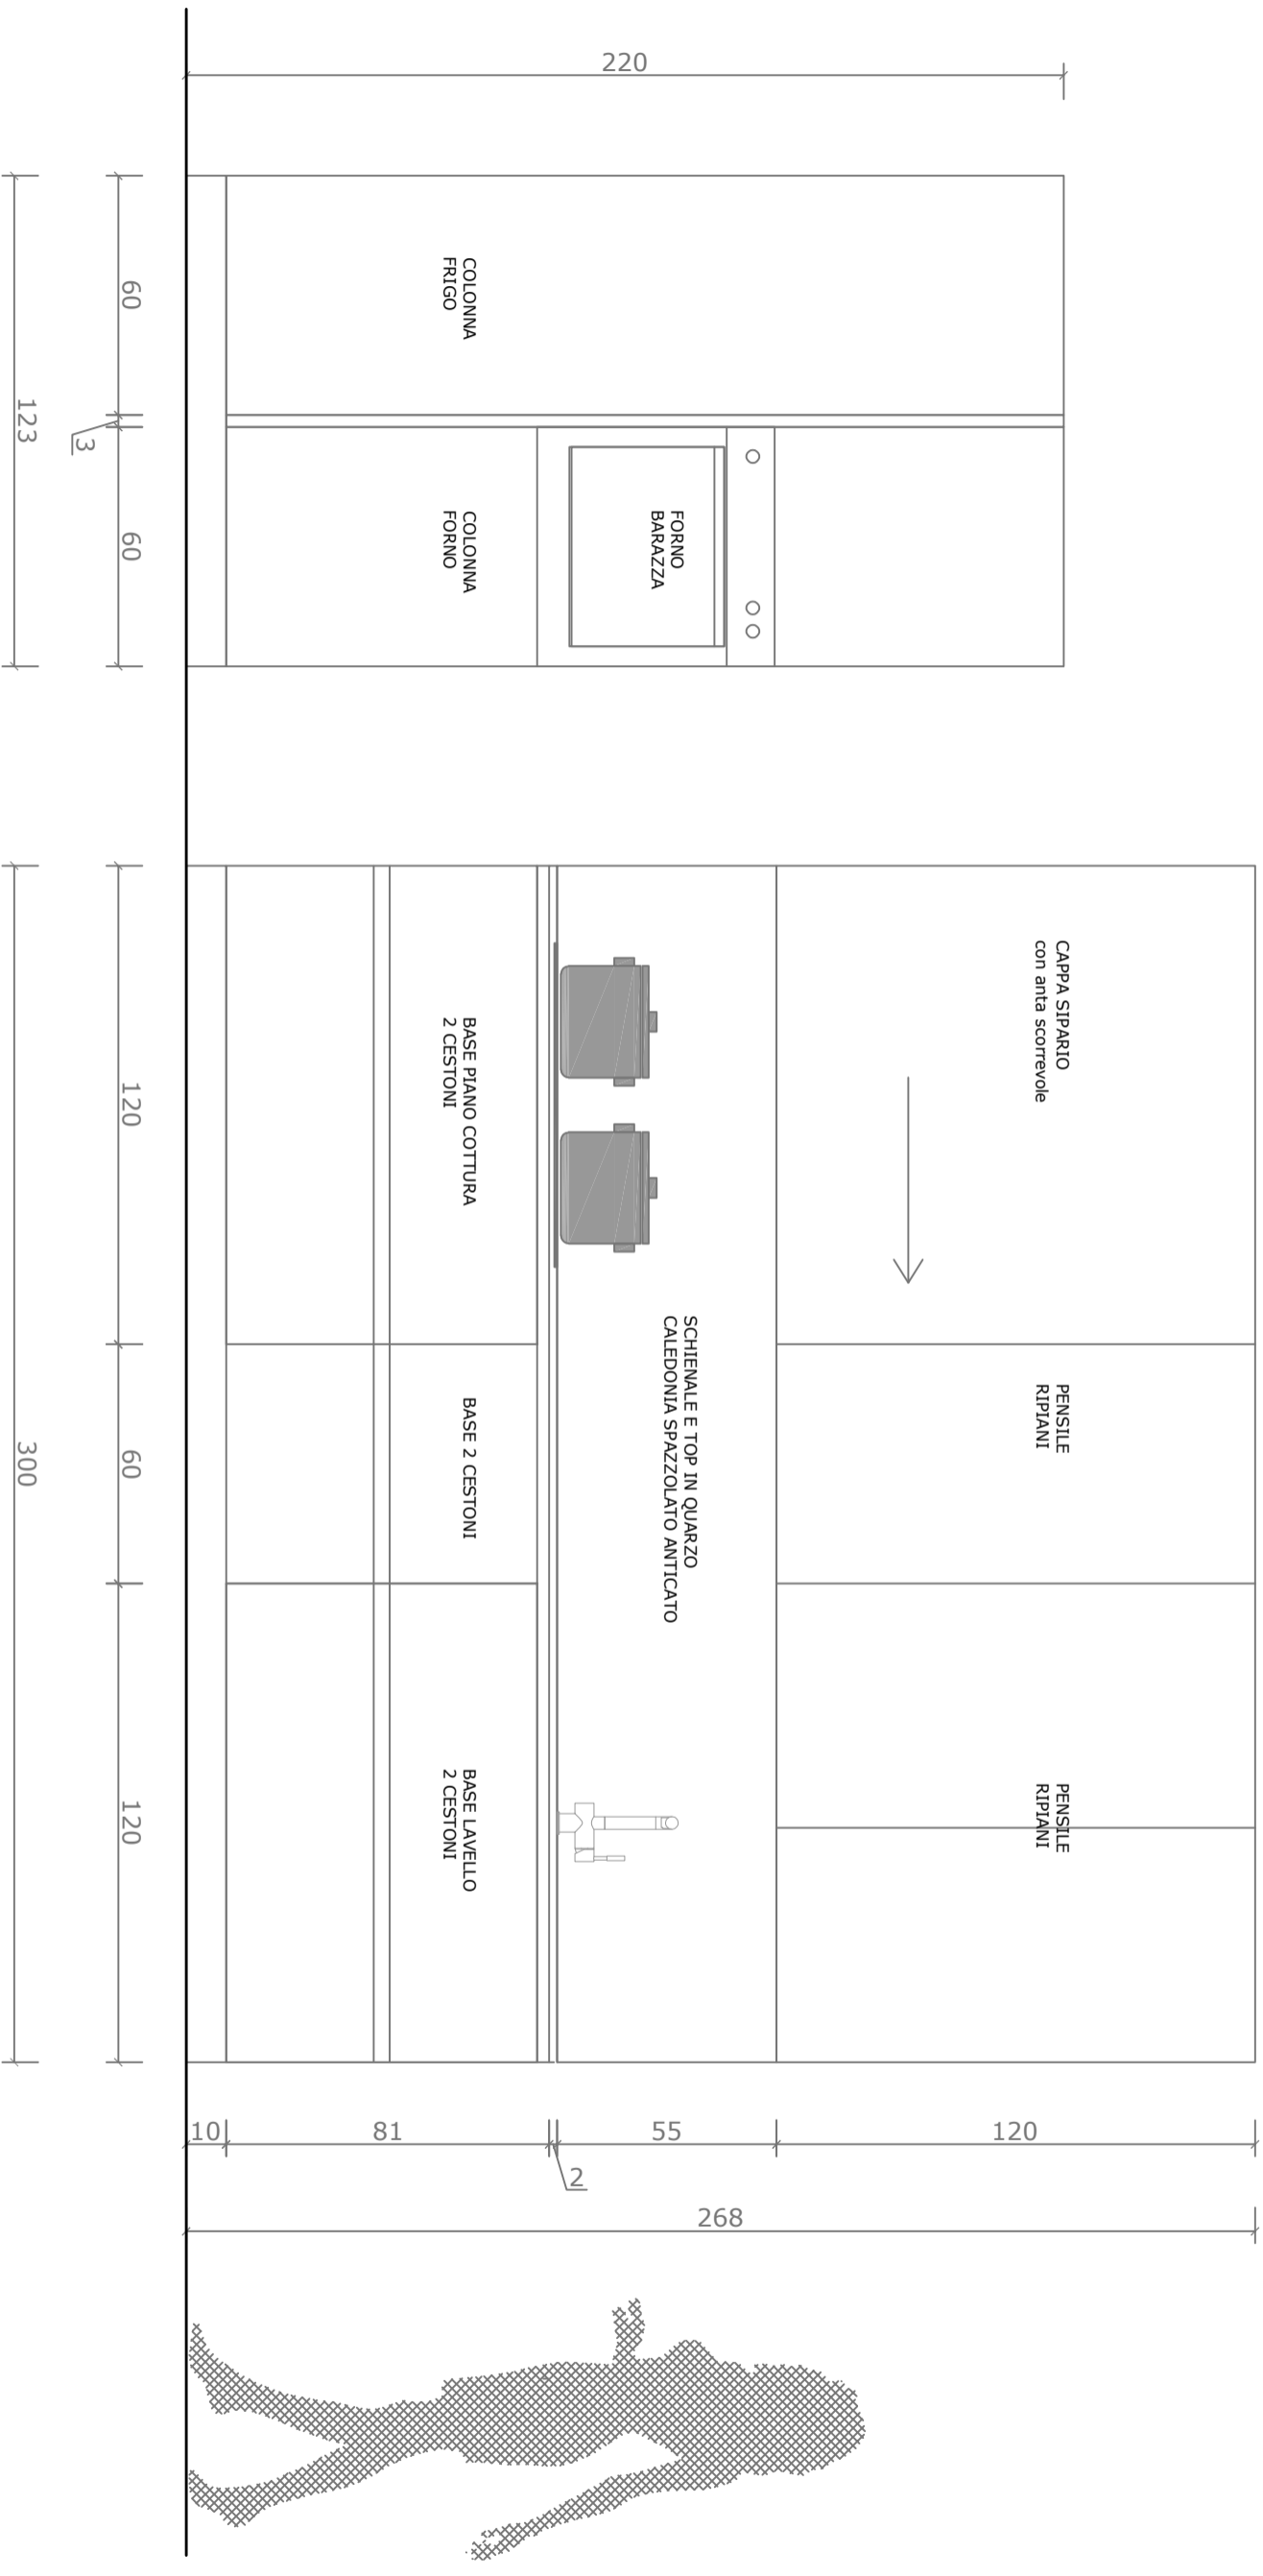 220
COLONNA
FRIGO
COLONNA
FORNO
FORNO
BARAZZA
60
3
60
123
CAPPA SIPARIO
con anta scorrevole
PENSILE
RIPIANI
PENSILE
RIPIANI
SCHIENALE E TOP IN QUARZO
CALEDONIA SPAZZOLATO ANTICATO
BASE PIANO COTTURA
2 CESTONI
BASE 2 CESTONI
BASE LAVELLO
2 CESTONI
120
60
120
300
120
55
2
81
10
268